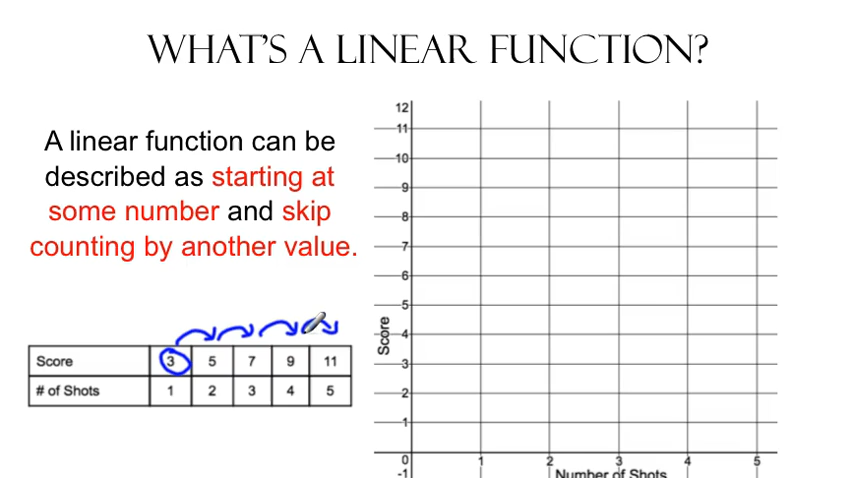 WHAT'S A LINEAR FUNCTION?
A linear function can be
described as starting at
some number and skip
counting by another value.
Score 3 5 7 9 11
# of Shots 1 2 3 4 5
12
11
10
9
8
7
6
5
4
3
2
1
0
-1
Score
1 2 3 4 5
Number of Shots